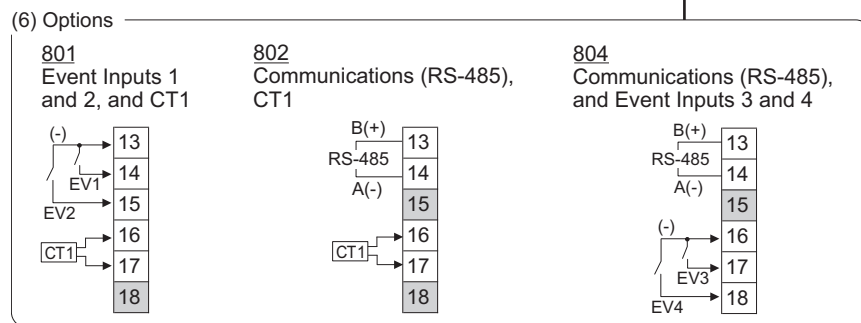 (6) Options
801
Event Inputs 1
and 2, and CT1
(-)
EV1
EV2
CT1
13
14
15
16
17
18
802
Communications (RS-485),
CT1
B(+)
RS-485
A(-)
CT1
13
14
15
16
17
18
804
Communications (RS-485),
and Event Inputs 3 and 4
B(+)
RS-485
A(-)
(-)
EV3
EV4
13
14
15
16
17
18